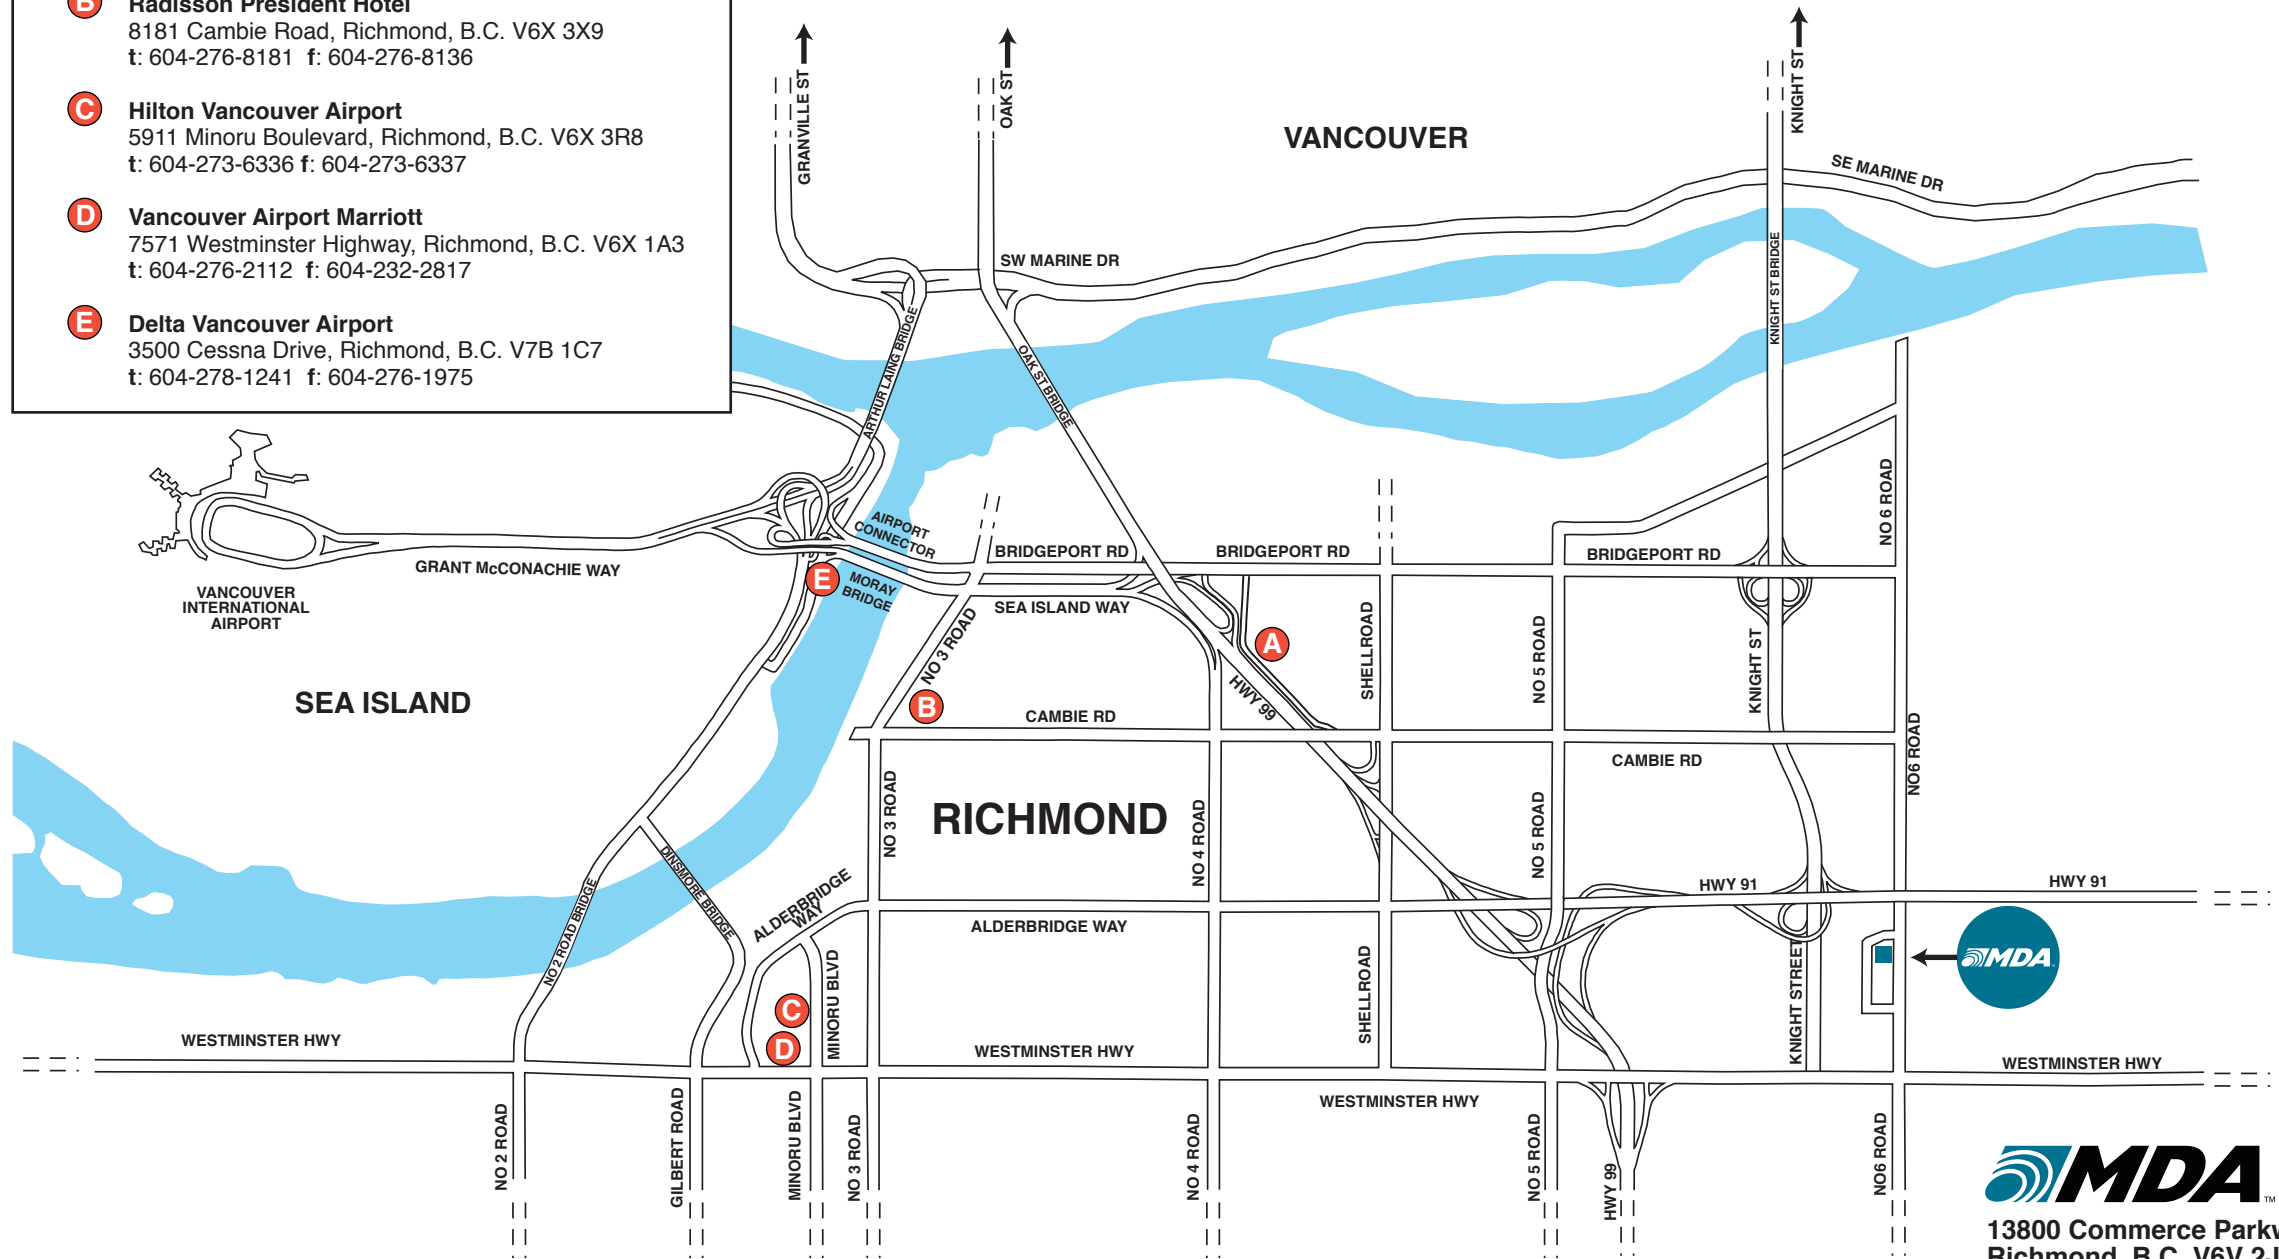 B
Radisson President Hotel
8181 Cambie Road, Richmond, B.C. V6X 3X9
t: 604-276-8181 f: 604-276-8136
C
Hilton Vancouver Airport
5911 Minoru Boulevard, Richmond, B.C. V6X 3R8
t: 604-273-6336 f: 604-273-6337
D
Vancouver Airport Marriott
7571 Westminster Highway, Richmond, B.C. V6X 1A3
t: 604-276-2112 f: 604-232-2817
E
Delta Vancouver Airport
3500 Cessna Drive, Richmond, B.C. V7B 1C7
t: 604-278-1241 f: 604-276-1975
GRANVILLE ST
OAK ST
KNIGHT ST
VANCOUVER
SE MARINE DR
SW MARINE DR
KNIGHT ST BRIDGE
ARTHUR LAING BRIDGE
OAK ST BRIDGE
NO 6 ROAD
AIRPORT
CONNECTOR
BRIDGEPORT RD
BRIDGEPORT RD
BRIDGEPORT RD
GRANT McCONACHIE WAY
E
MORAY
BRIDGE
VANCOUVER
INTERNATIONAL
AIRPORT
SEA ISLAND WAY
NO 3 ROAD
A
SHELLROAD
NO 5 ROAD
KNIGHT ST
SEA ISLAND
B
HWY 99
CAMBIE RD
CAMBIE RD
NO6 ROAD
NO 3 ROAD
RICHMOND
NO 4 ROAD
NO 5 ROAD
DINSMORE BRIDGE
NO 2 ROAD BRIDGE
ALDERBRIDGE
WAY
HWY 91
HWY 91
ALDERBRIDGE WAY
MINORU BLVD
SHELLROAD
KNIGHT STREET
MDA
C
D
WESTMINSTER HWY
WESTMINSTER HWY
WESTMINSTER HWY
WESTMINSTER HWY
NO 2 ROAD
GILBERT ROAD
MINORU BLVD
NO 3 ROAD
NO 4 ROAD
NO 5 ROAD
HWY 99
NO6 ROAD
MDA
TM
13800 Commerce Parkw
Richmond, B.C. V6V 2J